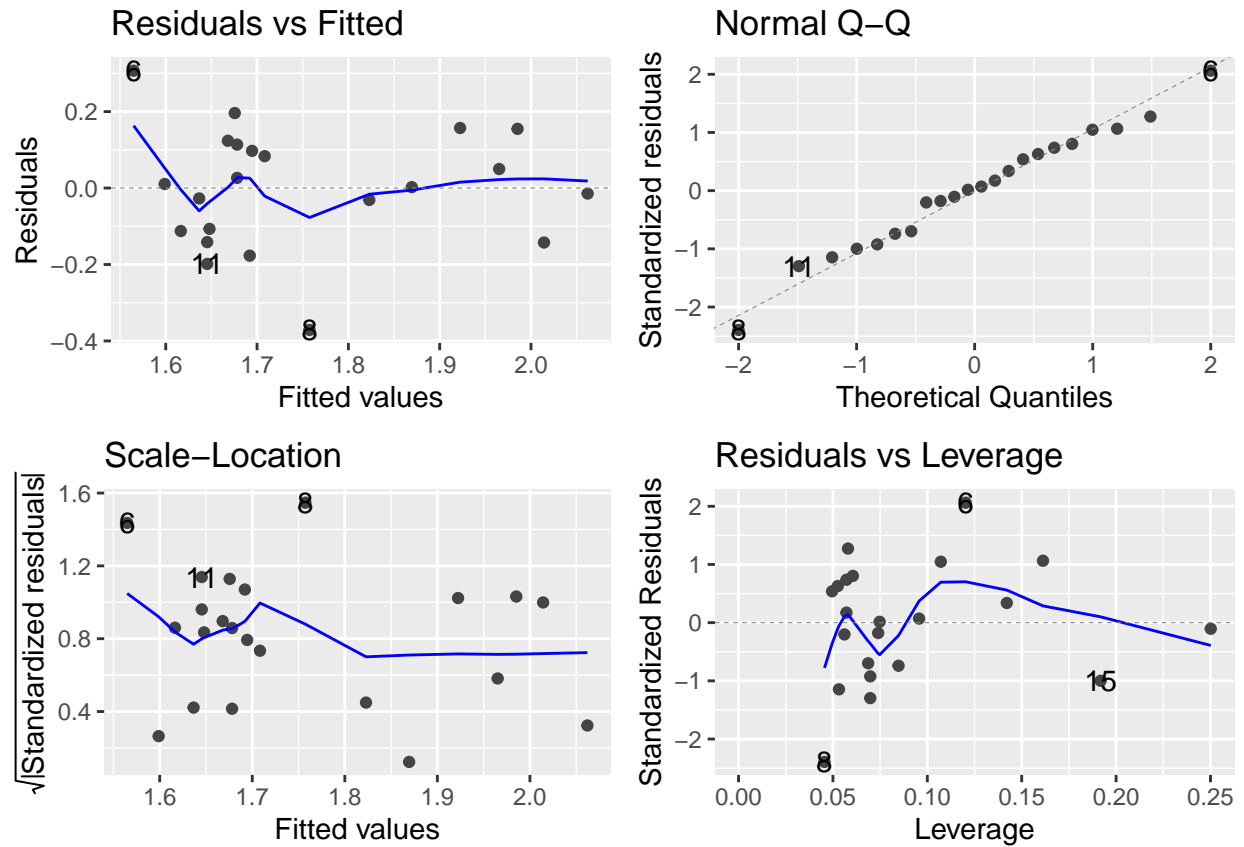 Residuals vs Fitted
Residuals
0.2
0.0
−0.2
−0.4
6
11
8
1.6 1.7 1.8 1.9 2.0
Fitted values
Normal Q−Q
Standardized residuals
2
1
0
−1
−2
6
11
8
−2 −1 0 1 2
Theoretical Quantiles
Scale−Location
√|Standardized residuals|
1.6
1.2
0.8
0.4
6
8
11
1.6 1.7 1.8 1.9 2.0
Fitted values
Residuals vs Leverage
Standardized Residuals
2
1
0
−1
−2
6
15
8
0.00 0.05 0.10 0.15 0.20 0.25
Leverage